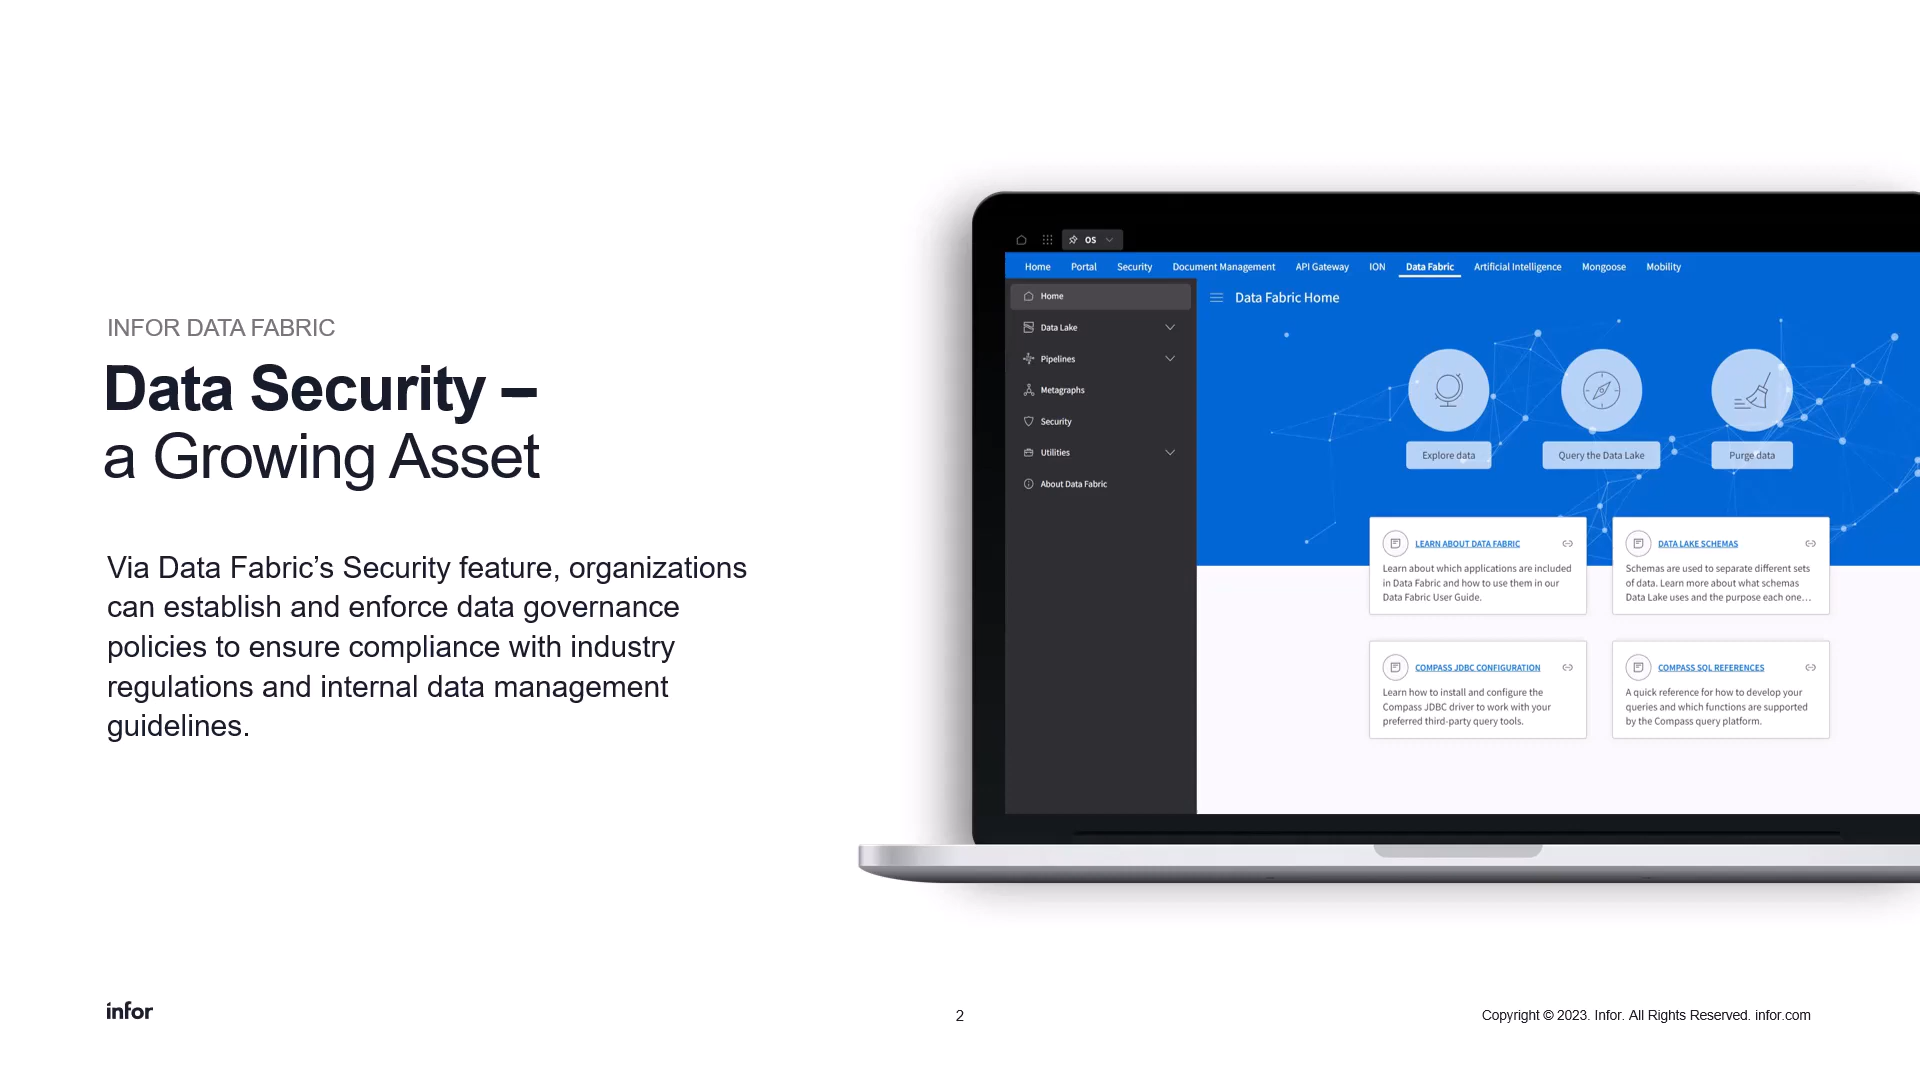 INFOR DATA FABRIC
Data Security –
a Growing Asset
Via Data Fabric’s Security feature, organizations
can establish and enforce data governance
policies to ensure compliance with industry
regulations and internal data management
guidelines.
OS
Home Portal Security Document Management API Gateway ION Data Fabric Artificial Intelligence Mongoose Mobility
Home
Data Lake
Pipelines
Metagraphs
Security
Utilities
About Data Fabric
Data Fabric Home
Explore data
Query the Data Lake
Purge data
LEARN ABOUT DATA FABRIC
Learn about which applications are included
in Data Fabric and how to use them in our
Data Fabric User Guide.
DATA LAKE SCHEMAS
Schemas are used to separate different sets
of data. Learn more about what schemas
Data Lake uses and the purpose each one...
COMPASS JDBC CONFIGURATION
Learn how to install and configure the
Compass JDBC driver to work with your
preferred third-party query tools.
COMPASS SQL REFERENCES
A quick reference for how to develop your
queries and which functions are supported
by the Compass query platform.
infor
2
Copyright © 2023. Infor. All Rights Reserved. infor.com